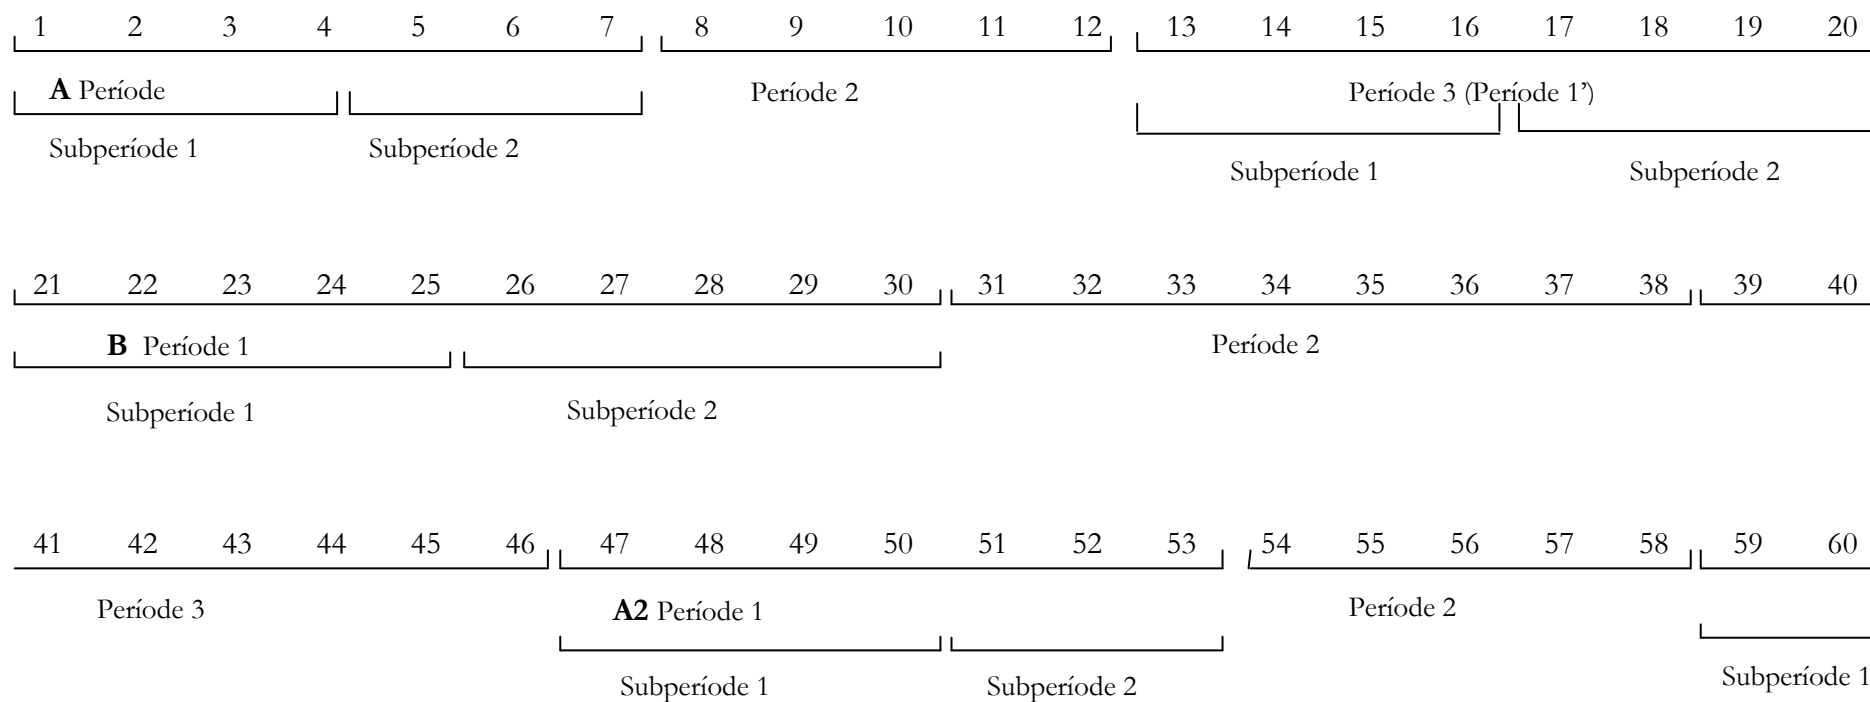 1 2 3 4 5 6 7 8 9 10 11 12 13 14 15 16 17 18 19 20
A Període Període 2 Període 3 (Període 1’)
Subperíode 1 Subperíode 2
Subperíode 1 Subperíode 2
21 22 23 24 25 26 27 28 29 30 31 32 33 34 35 36 37 38 39 40
B Període 1 Període 2
Subperíode 1 Subperíode 2
41 42 43 44 45 46 47 48 49 50 51 52 53 54 55 56 57 58 59 60
Període 3 A2 Període 1 Període 2
Subperíode 1 Subperíode 2 Subperíode 1